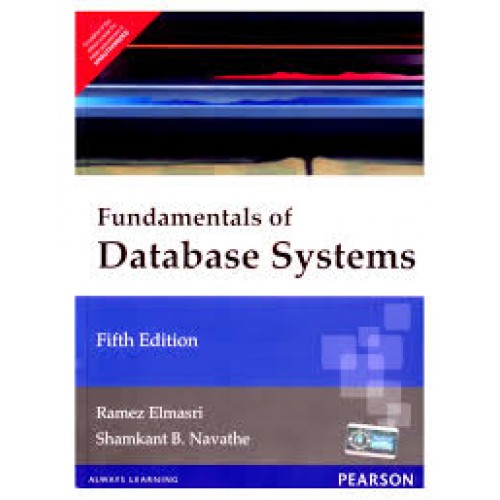 Fundamentals of
Database Systems
Fifth Edition
Ramez Elmasri
Shamkant B. Navathe
ALWAYS LEARNING
PEARSON